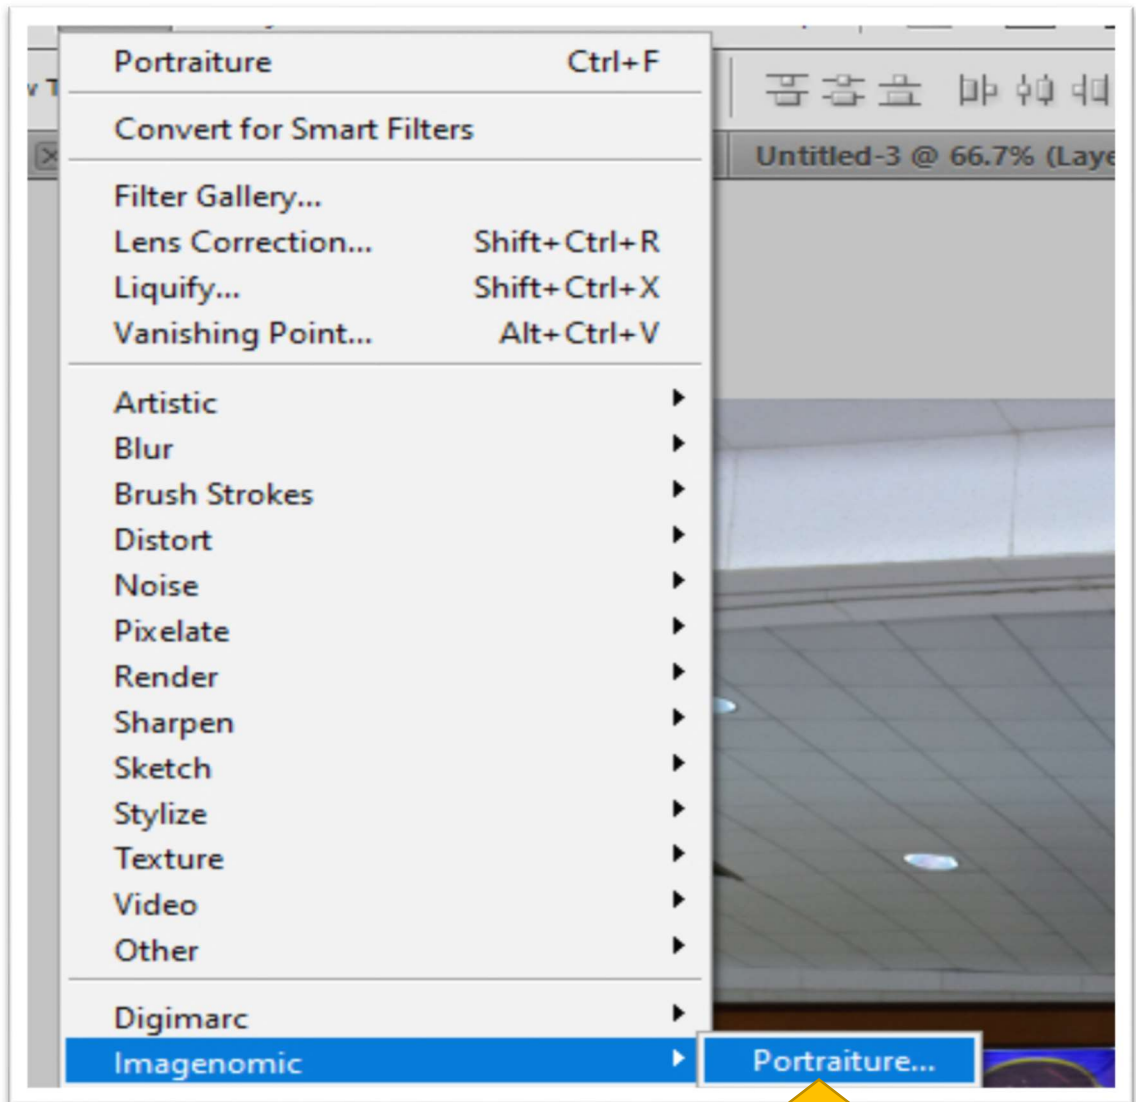 Portraiture Ctrl+F
Convert for Smart Filters
Filter Gallery...
Lens Correction... Shift+Ctrl+R
Liquify... Shift+Ctrl+X
Vanishing Point... Alt+Ctrl+V
Artistic
Blur
Brush Strokes
Distort
Noise
Pixelate
Render
Sharpen
Sketch
Stylize
Texture
Video
Other
Digimarc
Imagenomic
Portraiture...
Untitled-3 @ 66.7% (Laye